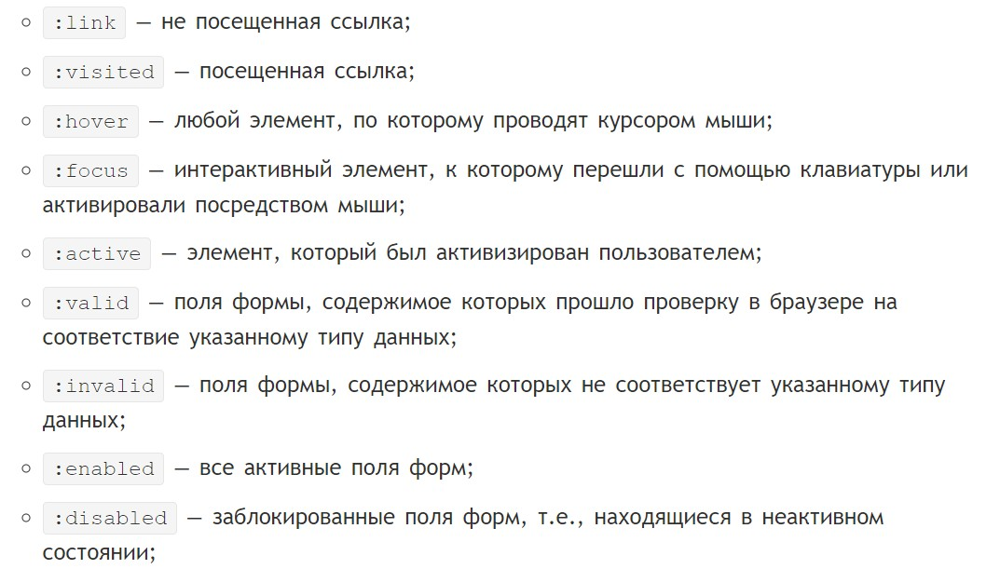 :link — не посещенная ссылка;
:visited — посещенная ссылка;
:hover — любой элемент, по которому проводят курсором мыши;
:focus — интерактивный элемент, к которому перешли с помощью клавиатуры или
активировали посредством мыши;
:active — элемент, который был активизирован пользователем;
:valid — поля формы, содержимое которых прошло проверку в браузере на
соответствие указанному типу данных;
:invalid — поля формы, содержимое которых не соответствует указанному типу
данных;
:enabled — все активные поля форм;
:disabled — заблокированные поля форм, т.е., находящиеся в неактивном
состоянии;